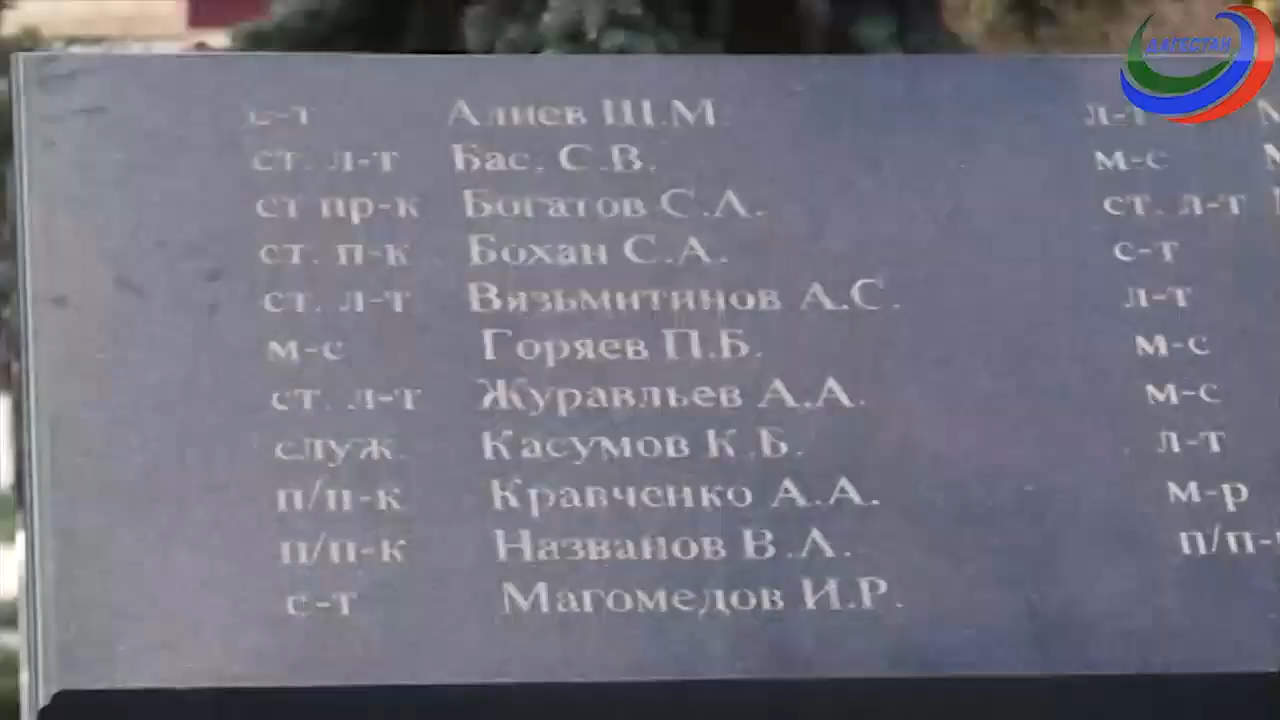 ДАГЕСТАН
с-т Алиев Ш.М. л-т
ст. л-т Бас. С.В. м-с
ст пр-к Богатов С.А. ст. л-т
ст. п-к Бохан С.А. с-т
ст. л-т Вязьмитинов А.С. л-т
м-с Горяев П.Б. м-с
ст. л-т Журавльев А.А. м-с
служ. Касумов К.Б. л-т
п/п-к Кравченко А.А. м-р
п/п-к Названов В.А. п/п-
с-т Магомедов И.Р.